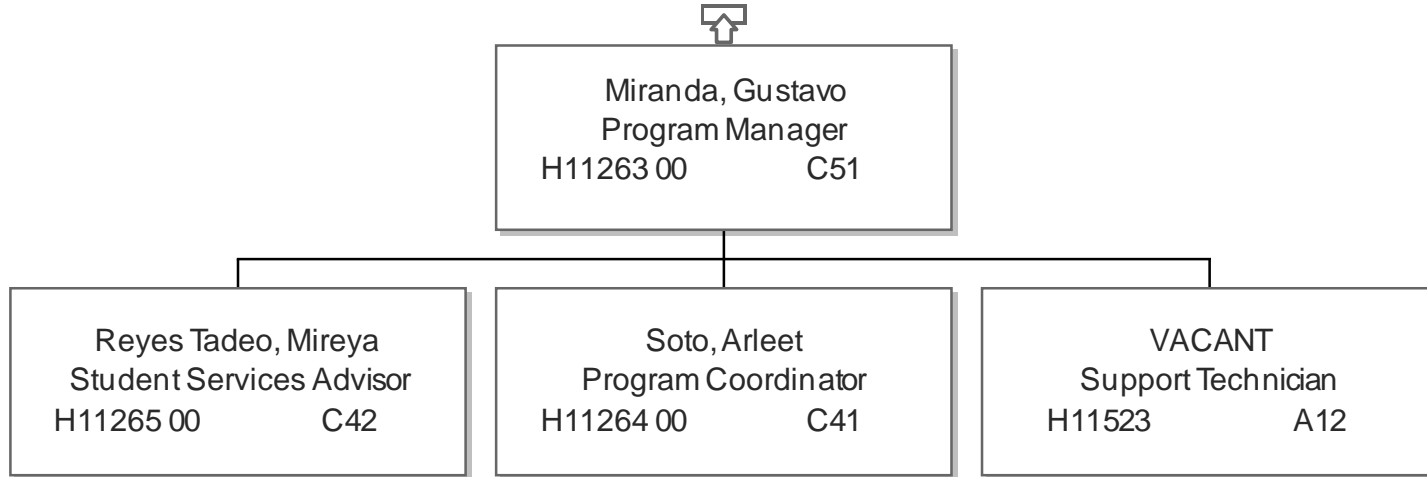 Miranda, Gustavo
Program Manager
H11263 00 C51
Reyes Tadeo, Mireya
Student Services Advisor
H11265 00 C42
Soto, Arleet
Program Coordinator
H11264 00 C41
VACANT
Support Technician
H11523 A12